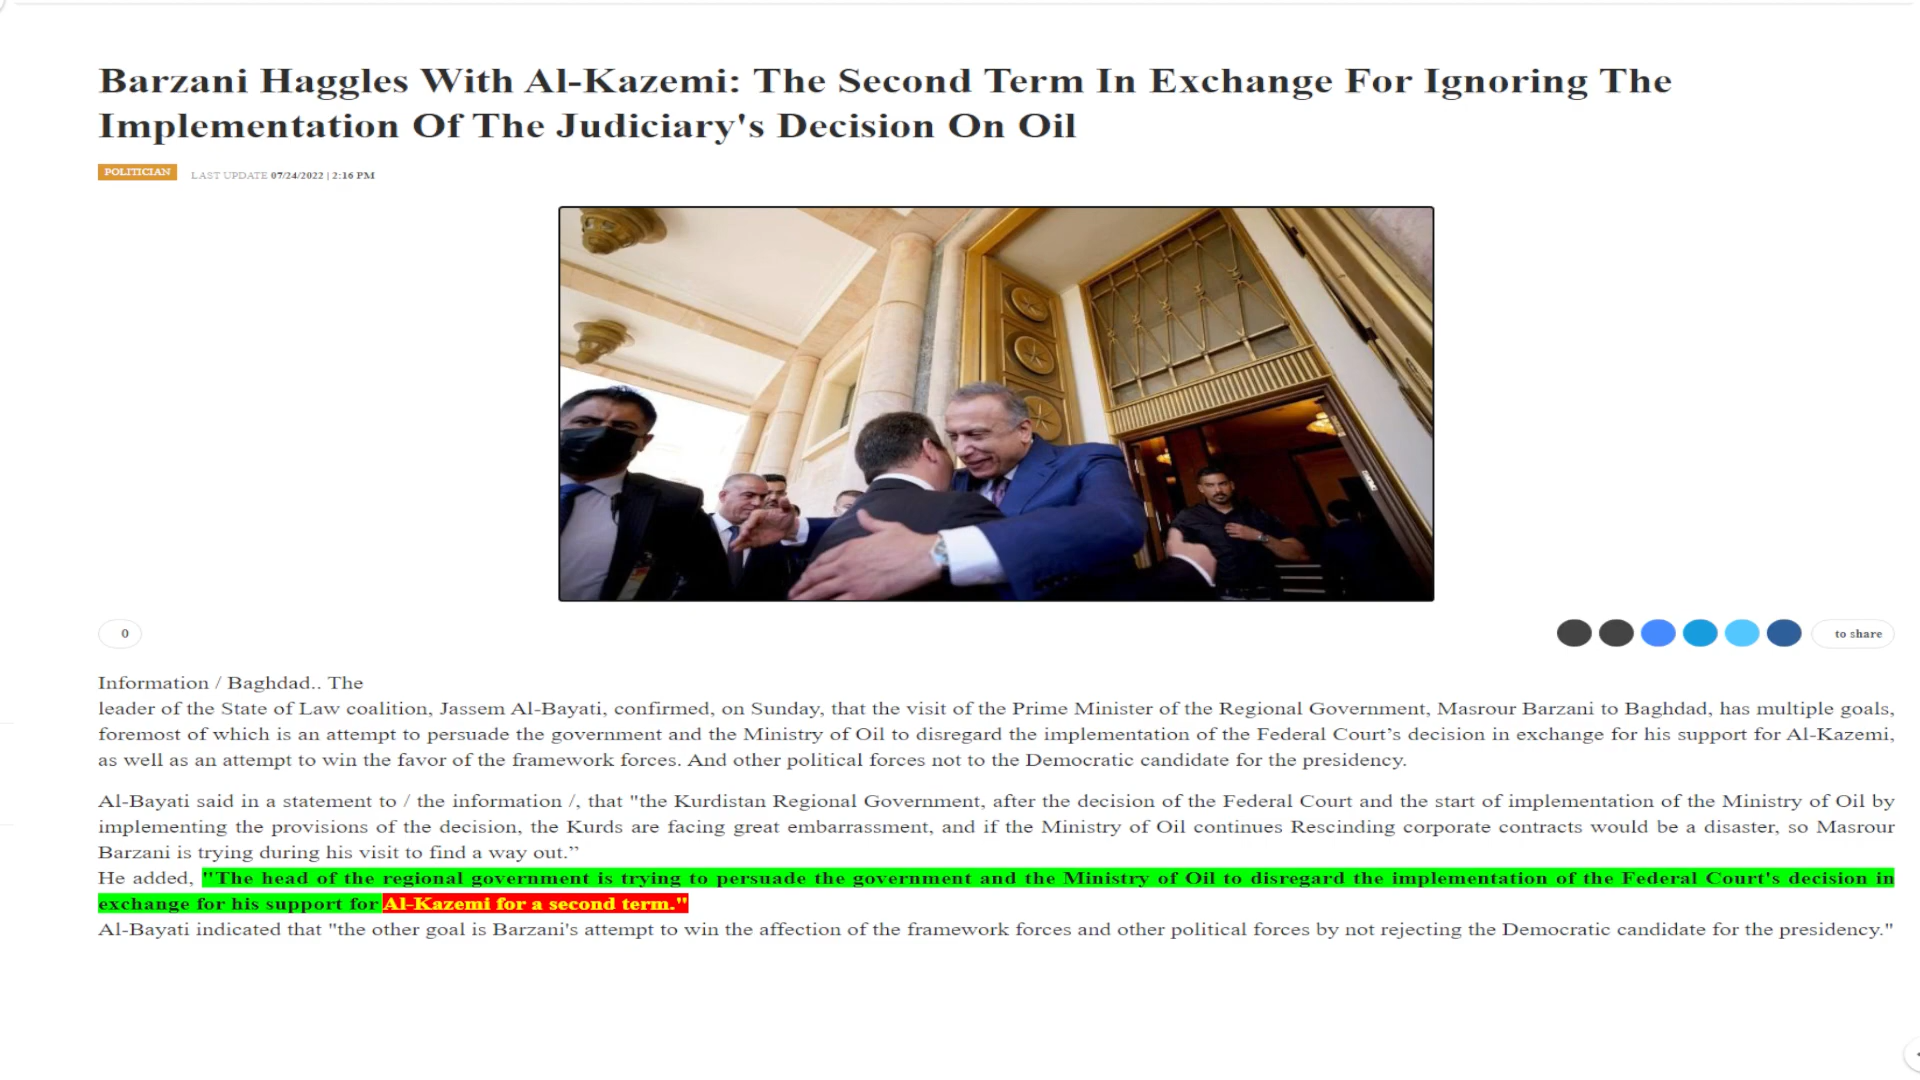 Barzani Haggles With Al-Kazemi: The Second Term In Exchange For Ignoring The
Implementation Of The Judiciary's Decision On Oil
POLITICIAN LAST UPDATE 07/24/2022 | 2:16 PM
0
to share
Information / Baghdad.. The
leader of the State of Law coalition, Jassem Al-Bayati, confirmed, on Sunday, that the visit of the Prime Minister of the Regional Government, Masrour Barzani to Baghdad, has multiple goals,
foremost of which is an attempt to persuade the government and the Ministry of Oil to disregard the implementation of the Federal Court’s decision in exchange for his support for Al-Kazemi,
as well as an attempt to win the favor of the framework forces. And other political forces not to the Democratic candidate for the presidency.
Al-Bayati said in a statement to / the information /, that "the Kurdistan Regional Government, after the decision of the Federal Court and the start of implementation of the Ministry of Oil by
implementing the provisions of the decision, the Kurds are facing great embarrassment, and if the Ministry of Oil continues Rescinding corporate contracts would be a disaster, so Masrour
Barzani is trying during his visit to find a way out.”
He added, "The head of the regional government is trying to persuade the government and the Ministry of Oil to disregard the implementation of the Federal Court's decision in
exchange for his support for Al-Kazemi for a second term."
Al-Bayati indicated that "the other goal is Barzani's attempt to win the affection of the framework forces and other political forces by not rejecting the Democratic candidate for the presidency."